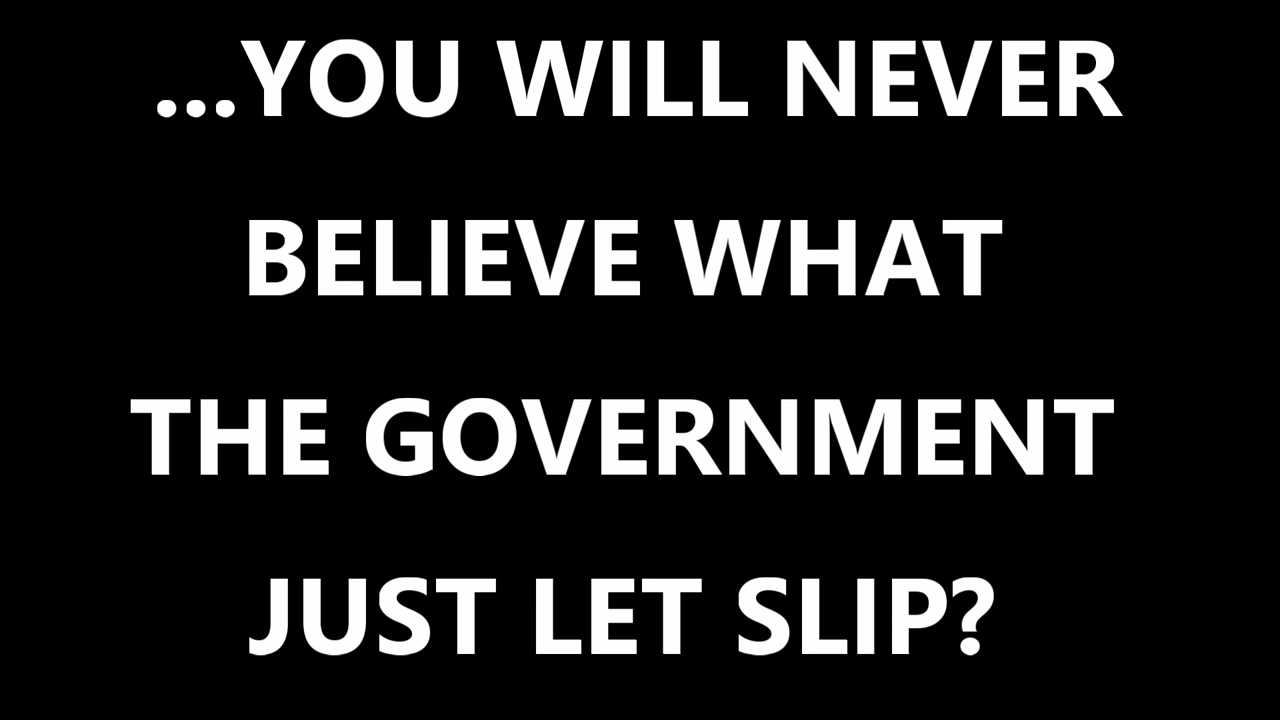 ...YOU WILL NEVER
BELIEVE WHAT
THE GOVERNMENT
JUST LET SLIP?